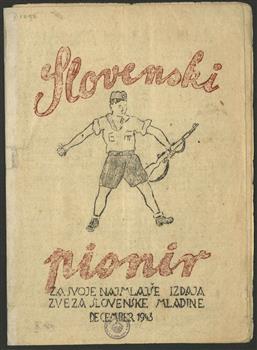 Slovenski
pionir
ZA SVOJE NAJMLAJŠE IZDAJA
ZVEZA SLOVENSKE MLADINE
DECEMBER 1943